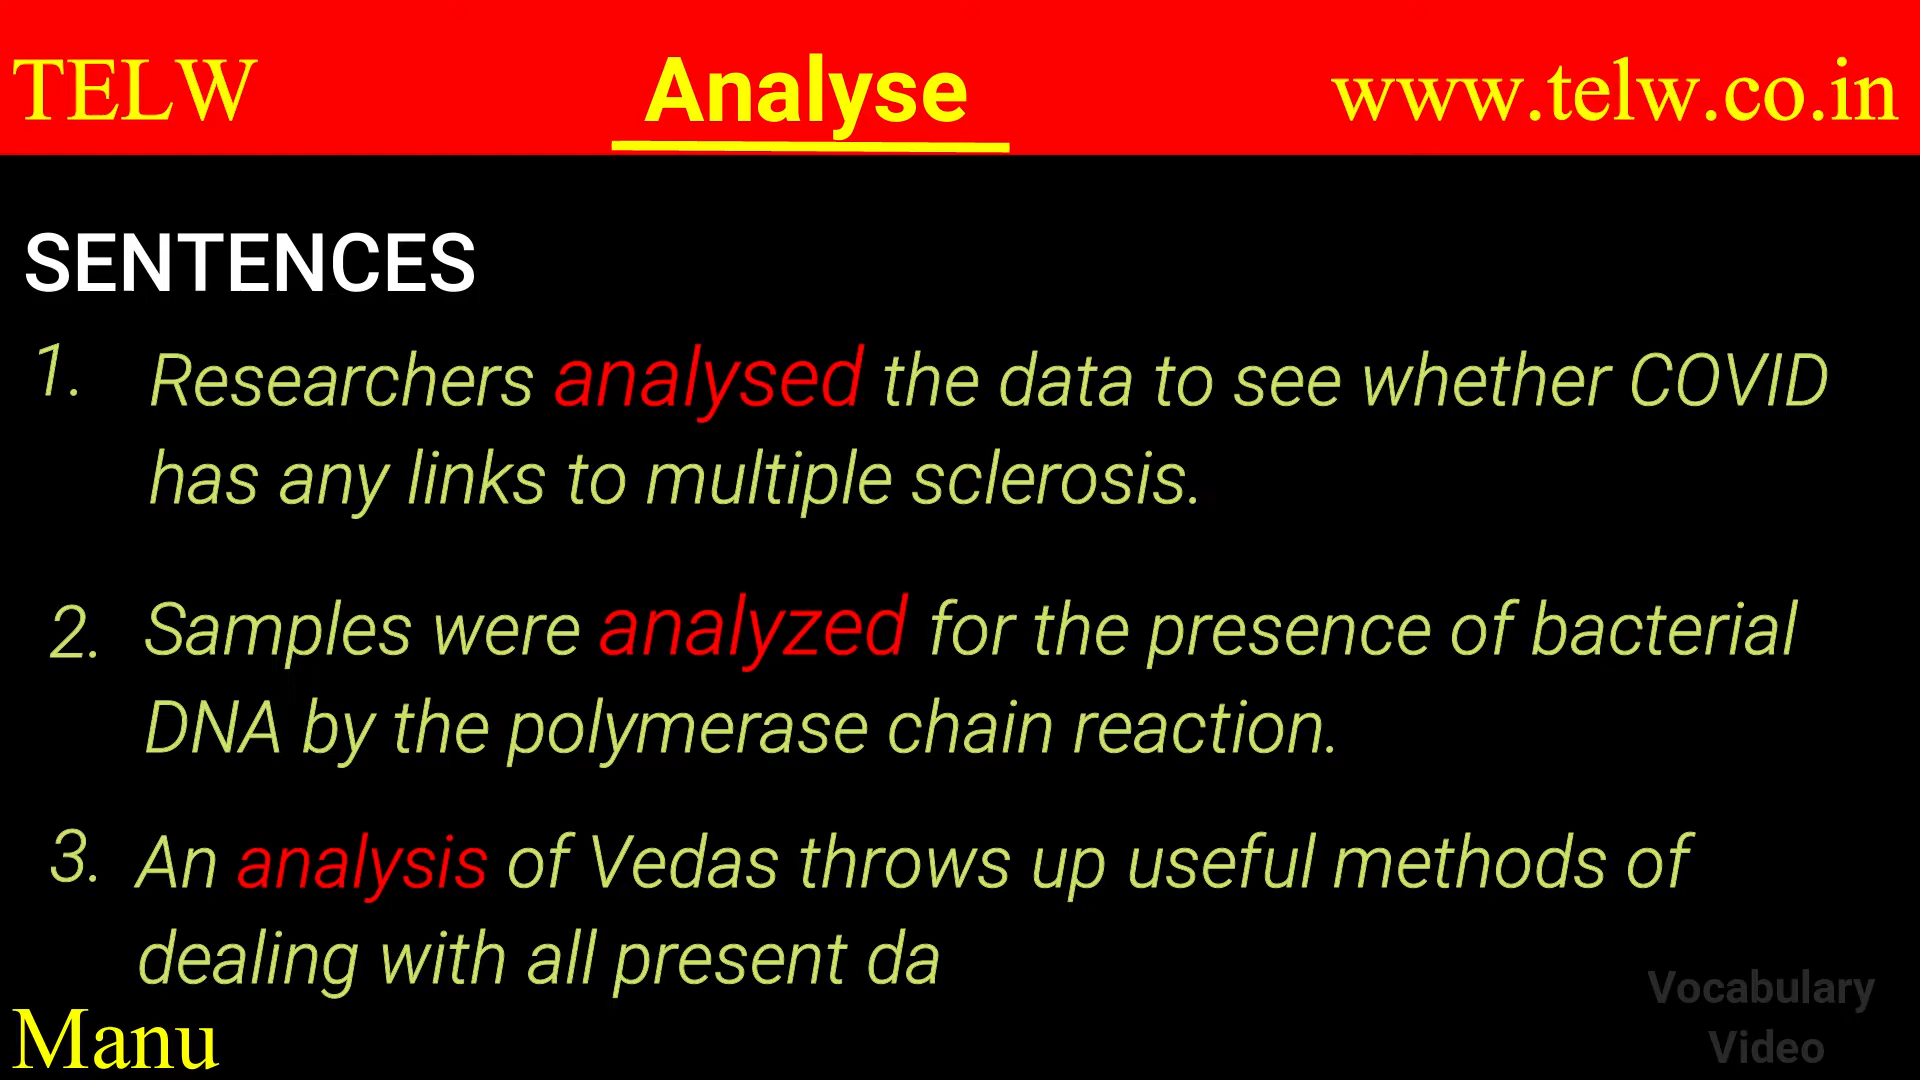 TELW
Analyse
www.telw.co.in
SENTENCES
1. Researchers analysed the data to see whether COVID
has any links to multiple sclerosis.
2. Samples were analyzed for the presence of bacterial
DNA by the polymerase chain reaction.
3. An analysis of Vedas throws up useful methods of
dealing with all present da
Manu
Vocabulary
Video